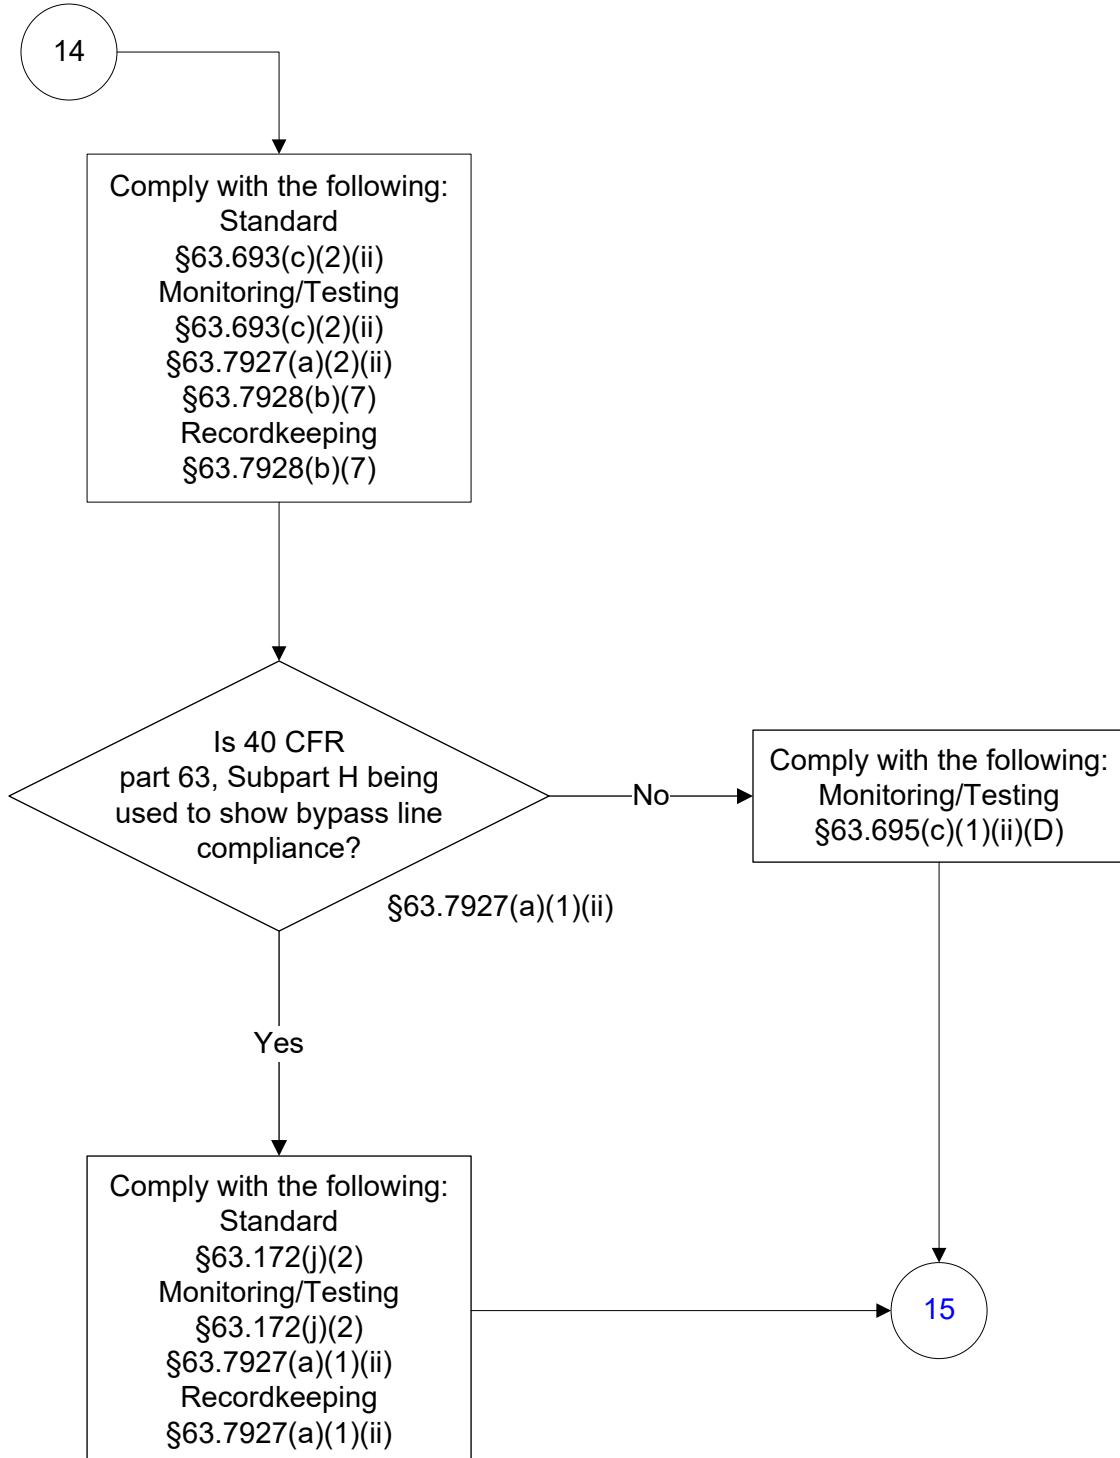 14
Comply with the following:
Standard
§63.693(c)(2)(ii)
Monitoring/Testing
§63.693(c)(2)(ii)
§63.7927(a)(2)(ii)
§63.7928(b)(7)
Recordkeeping
§63.7928(b)(7)
Is 40 CFR
part 63, Subpart H being
used to show bypass line
compliance?
§63.7927(a)(1)(ii)
No
Comply with the following:
Monitoring/Testing
§63.695(c)(1)(ii)(D)
Yes
Comply with the following:
Standard
§63.172(j)(2)
Monitoring/Testing
§63.172(j)(2)
§63.7927(a)(1)(ii)
Recordkeeping
§63.7927(a)(1)(ii)
15